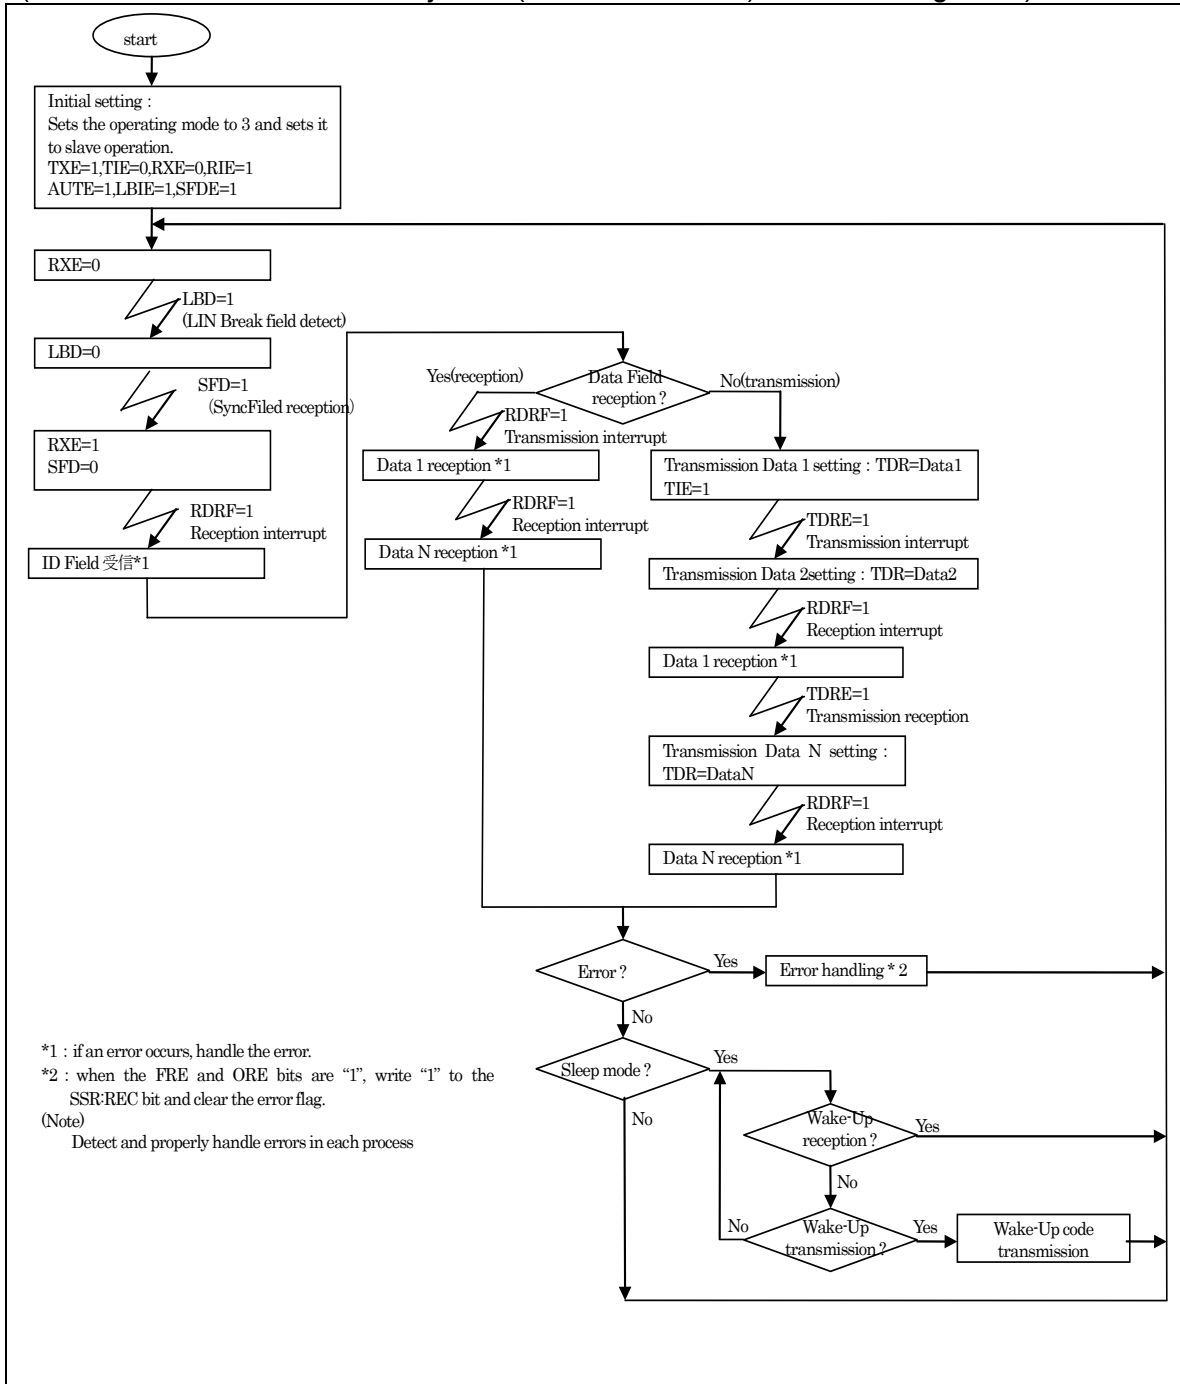 start
Initial setting :
Sets the operating mode to 3 and sets it
to slave operation.
TXE=1,TIE=0,RXE=0,RIE=1
AUTE=1,LBIE=1,SFDE=1
RXE=0
LBD=1
(LIN Break field detect)
LBD=0
SFD=1
(SyncFiled reception)
RXE=1
SFD=0
RDRF=1
Reception interrupt
ID Field 受信*1
Data Field
reception ?
Yes(reception)
No(transmission)
RDRF=1
Transmission interrupt
Data 1 reception *1
RDRF=1
Reception interrupt
Data N reception *1
Transmission Data 1 setting : TDR=Data1
TIE=1
TDRE=1
Transmission interrupt
Transmission Data 2setting : TDR=Data2
RDRF=1
Reception interrupt
Data 1 reception *1
TDRE=1
Transmission reception
Transmission Data N setting :
TDR=DataN
RDRF=1
Reception interrupt
Data N reception *1
Error ?
Yes
Error handling * 2
No
Sleep mode ?
Yes
No
Wake-Up
reception ?
Yes
No
Wake-Up
transmission ?
No
Yes
Wake-Up code
transmission
*1 : if an error occurs, handle the error.
*2 : when the FRE and ORE bits are “1”, write “1” to the
SSR:REC bit and clear the error flag.
(Note)
Detect and properly handle errors in each process